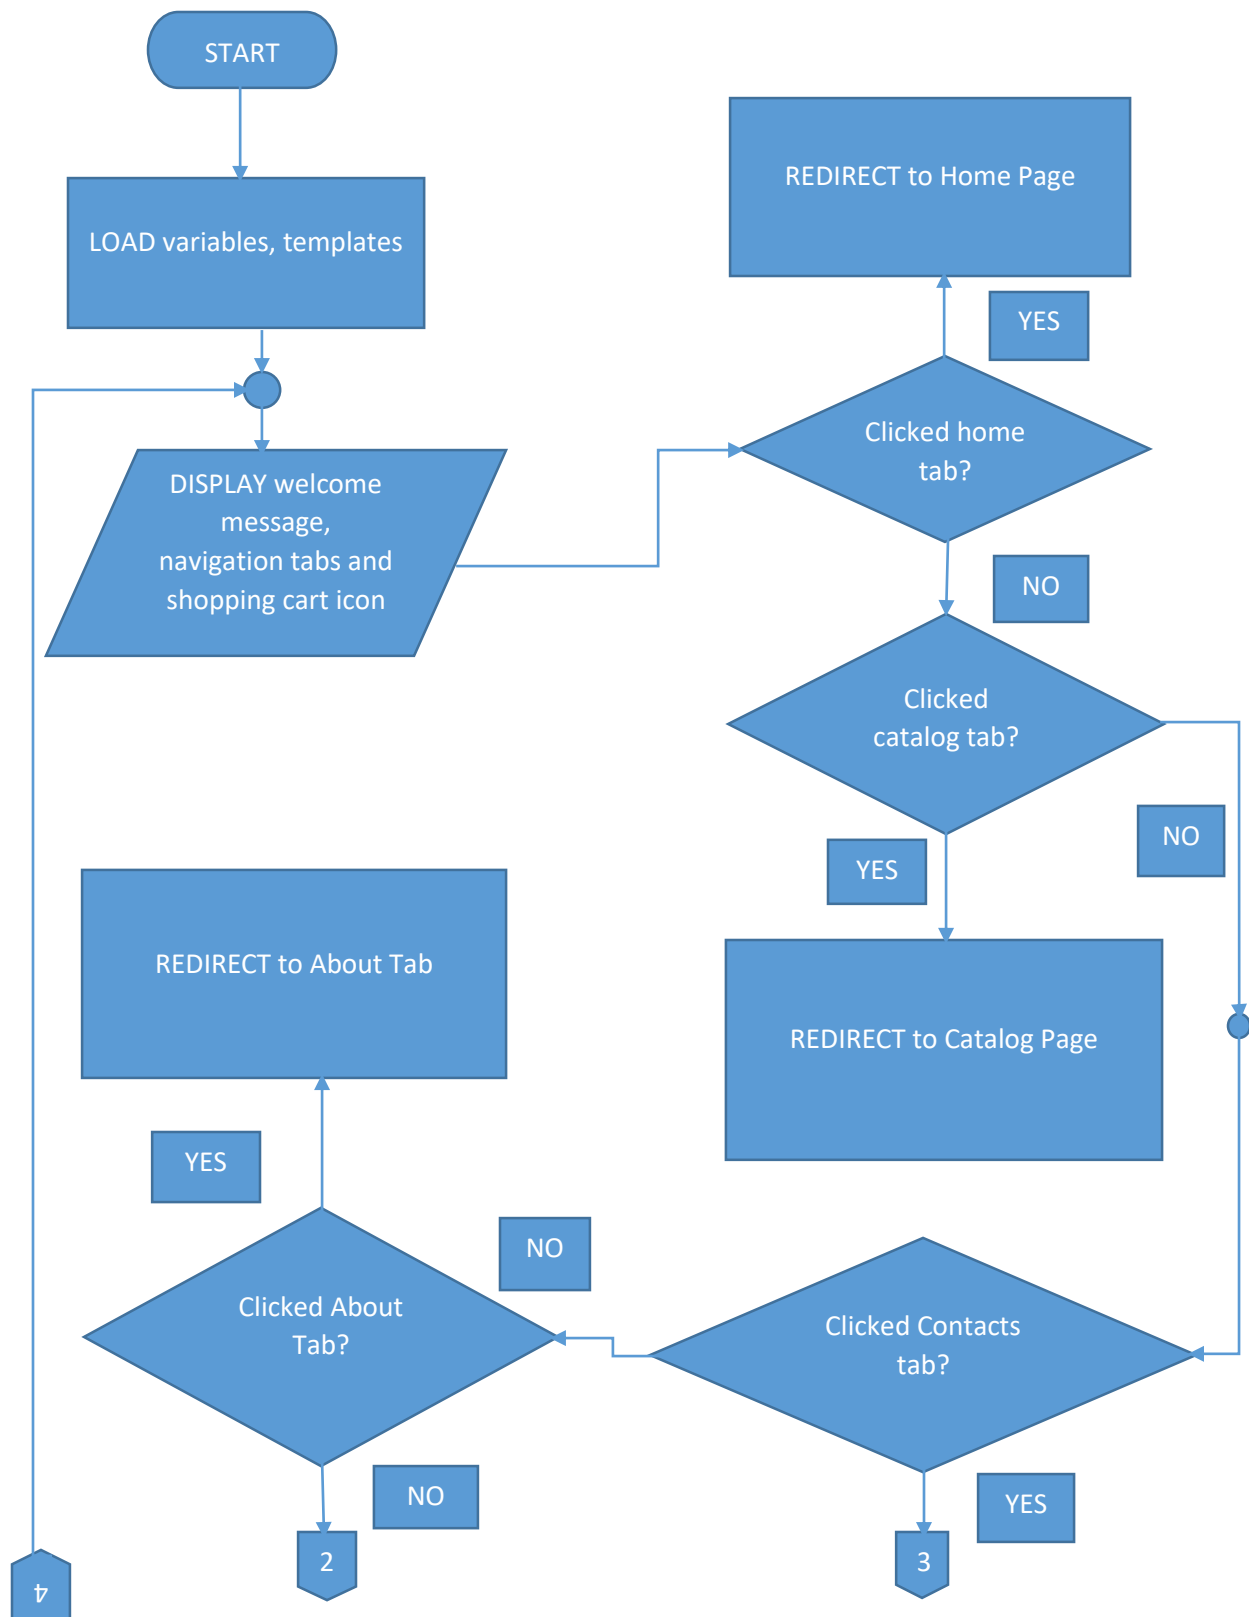 START
LOAD variables, templates
DISPLAY welcome
message,
navigation tabs and
shopping cart icon
REDIRECT to Home Page
YES
Clicked home
tab?
NO
Clicked
catalog tab?
NO
YES
REDIRECT to Catalog Page
REDIRECT to About Tab
YES
NO
Clicked About
Tab?
Clicked Contacts
tab?
NO
YES
2
3
4